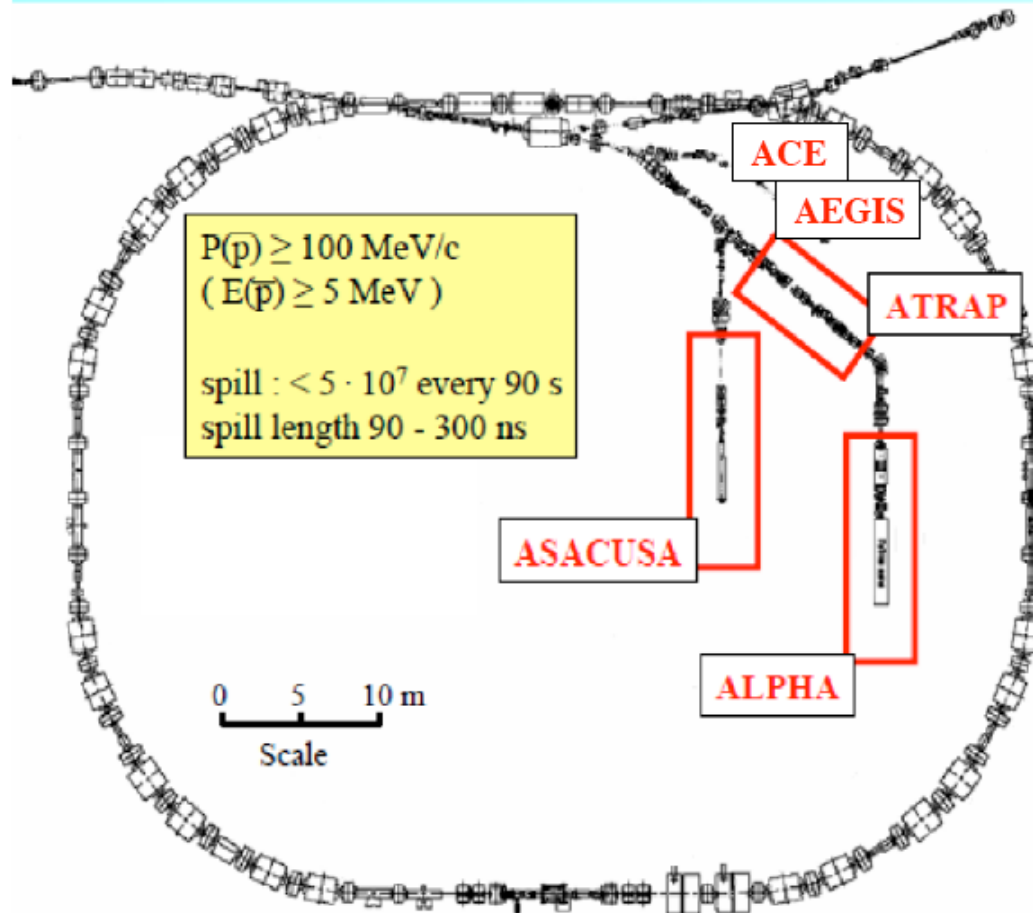 ACE
AEGIS
P(p̅) ≥ 100 MeV/c
( E(p̅) ≥ 5 MeV )
ATRAP
spill : < 5 · 10⁷ every 90 s
spill length 90 - 300 ns
ASACUSA
ALPHA
0 5 10 m
Scale